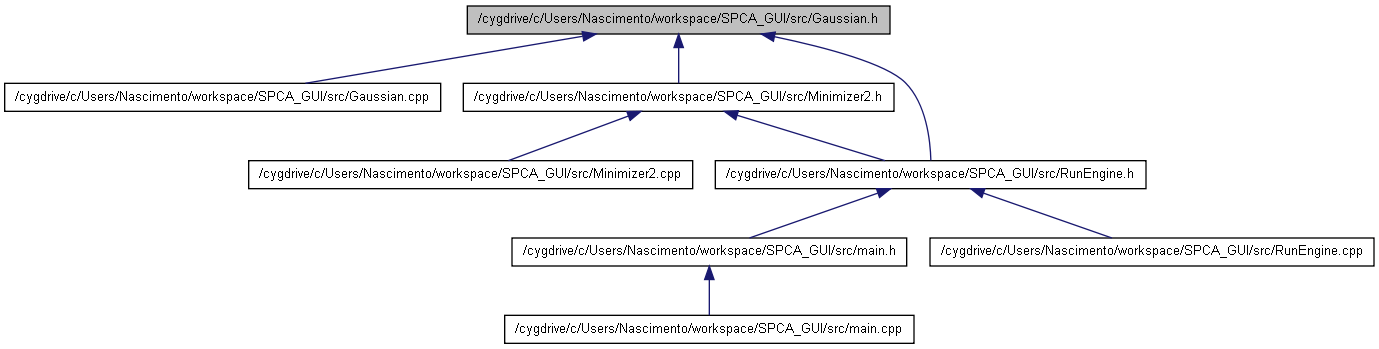 /cygdrive/c/Users/Nascimento/workspace/SPCA_GUI/src/Gaussian.h
/cygdrive/c/Users/Nascimento/workspace/SPCA_GUI/src/Gaussian.cpp
/cygdrive/c/Users/Nascimento/workspace/SPCA_GUI/src/Minimizer2.h
/cygdrive/c/Users/Nascimento/workspace/SPCA_GUI/src/Minimizer2.cpp
/cygdrive/c/Users/Nascimento/workspace/SPCA_GUI/src/RunEngine.h
/cygdrive/c/Users/Nascimento/workspace/SPCA_GUI/src/main.h
/cygdrive/c/Users/Nascimento/workspace/SPCA_GUI/src/RunEngine.cpp
/cygdrive/c/Users/Nascimento/workspace/SPCA_GUI/src/main.cpp